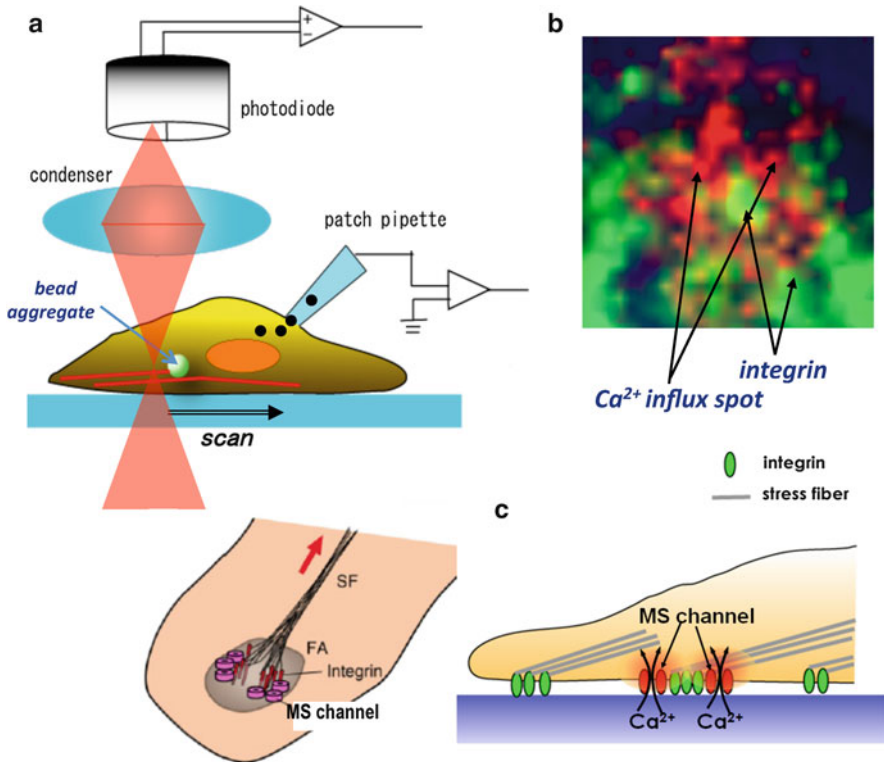 a
+
−
photodiode
condenser
patch pipette
bead
aggregate
scan
b
integrin
Ca²⁺ influx spot
integrin
stress fiber
SF
FA
Integrin
MS channel
c
MS channel
Ca²⁺ Ca²⁺